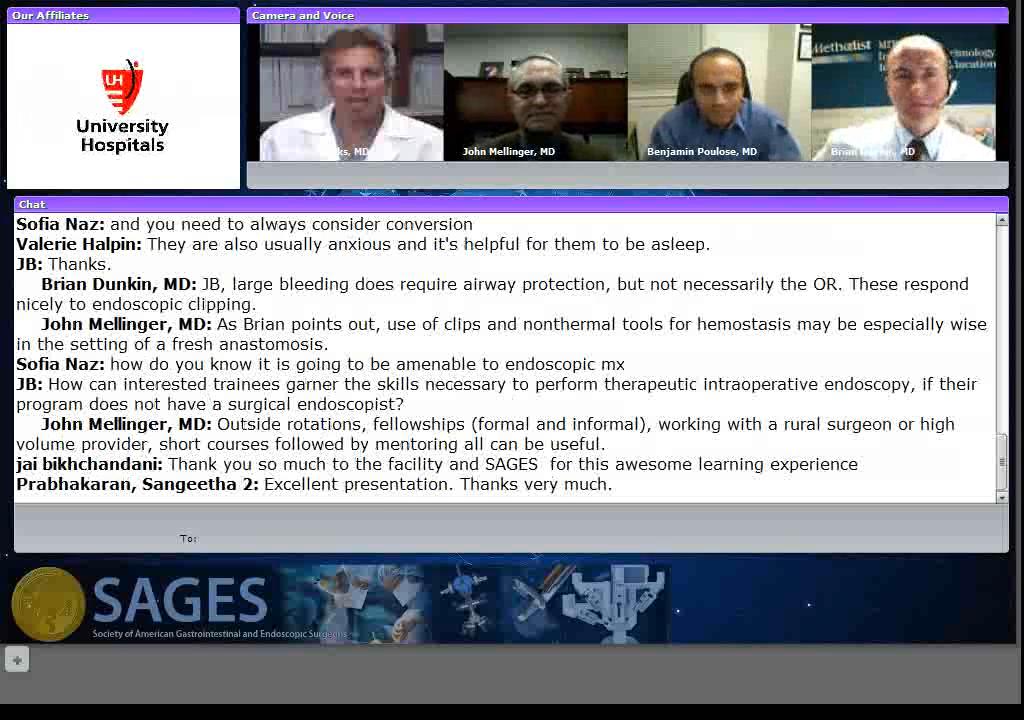 Our Affiliates
Camera and Voice
UH
University
Hospitals
MD
John Mellinger, MD
Benjamin Poulose, MD
Methodist
MD
Chat
Sofia Naz: and you need to always consider conversion
Valerie Halpin: They are also usually anxious and it's helpful for them to be asleep.
JB: Thanks.
Brian Dunkin, MD: JB, large bleeding does require airway protection, but not necessarily the OR. These respond
nicely to endoscopic clipping.
John Mellinger, MD: As Brian points out, use of clips and nonthermal tools for hemostasis may be especially wise
in the setting of a fresh anastomosis.
Sofia Naz: how do you know it is going to be amenable to endoscopic mx
JB: How can interested trainees garner the skills necessary to perform therapeutic intraoperative endoscopy, if their
program does not have a surgical endoscopist?
John Mellinger, MD: Outside rotations, fellowships (formal and informal), working with a rural surgeon or high
volume provider, short courses followed by mentoring all can be useful.
jai bikhchandani: Thank you so much to the facility and SAGES for this awesome learning experience
Prabhakaran, Sangeetha 2: Excellent presentation. Thanks very much.
To:
SAGES
Society of American Gastrointestinal and Endoscopic Surgeons